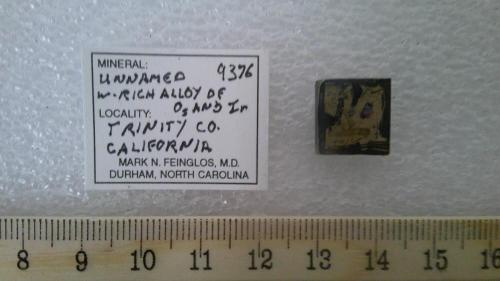 MINERAL:
UNNAMED 9376
W-RICH ALLOY OF
Os AND Ir
LOCALITY:
TRINITY CO.
CALIFORNIA
MARK N. FEINGLOS, M.D.
DURHAM, NORTH CAROLINA
8 9 10 11 12 13 14 15 16